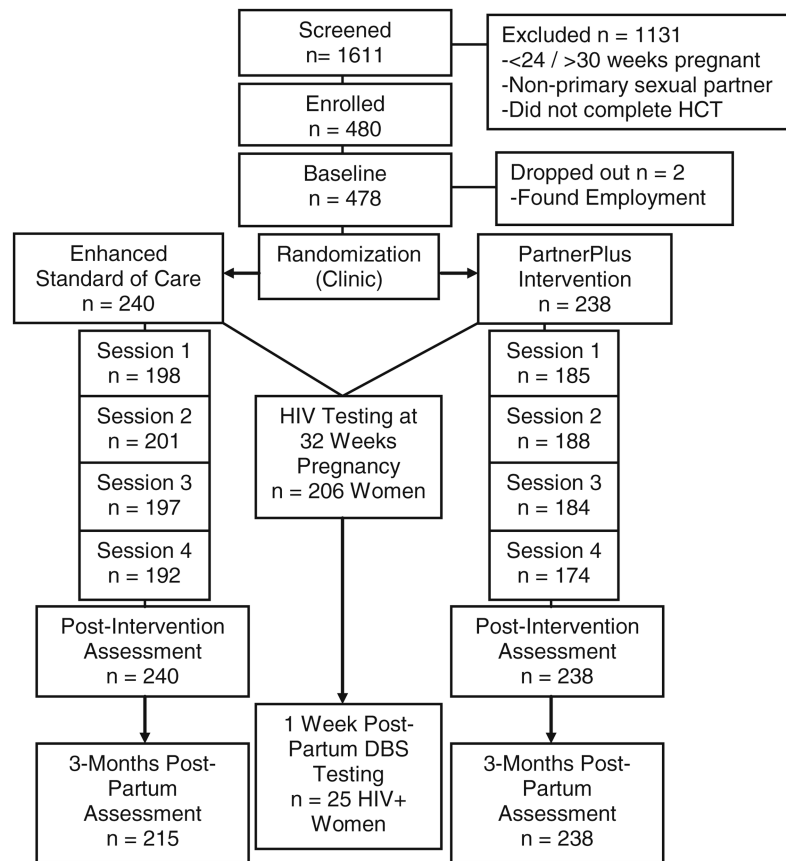 Screened
n= 1611
Excluded n = 1131
-<24 / >30 weeks pregnant
-Non-primary sexual partner
-Did not complete HCT
Enrolled
n = 480
Baseline
n = 478
Dropped out n = 2
-Found Employment
Randomization
(Clinic)
Enhanced
Standard of Care
n = 240
PartnerPlus
Intervention
n = 238
Session 1
n = 198
Session 2
n = 201
Session 3
n = 197
Session 4
n = 192
HIV Testing at
32 Weeks
Pregnancy
n = 206 Women
Session 1
n = 185
Session 2
n = 188
Session 3
n = 184
Session 4
n = 174
Post-Intervention
Assessment
n = 240
Post-Intervention
Assessment
n = 238
3-Months Post-
Partum
Assessment
n = 215
1 Week Post-
Partum DBS
Testing
n = 25 HIV+
Women
3-Months Post-
Partum
Assessment
n = 238